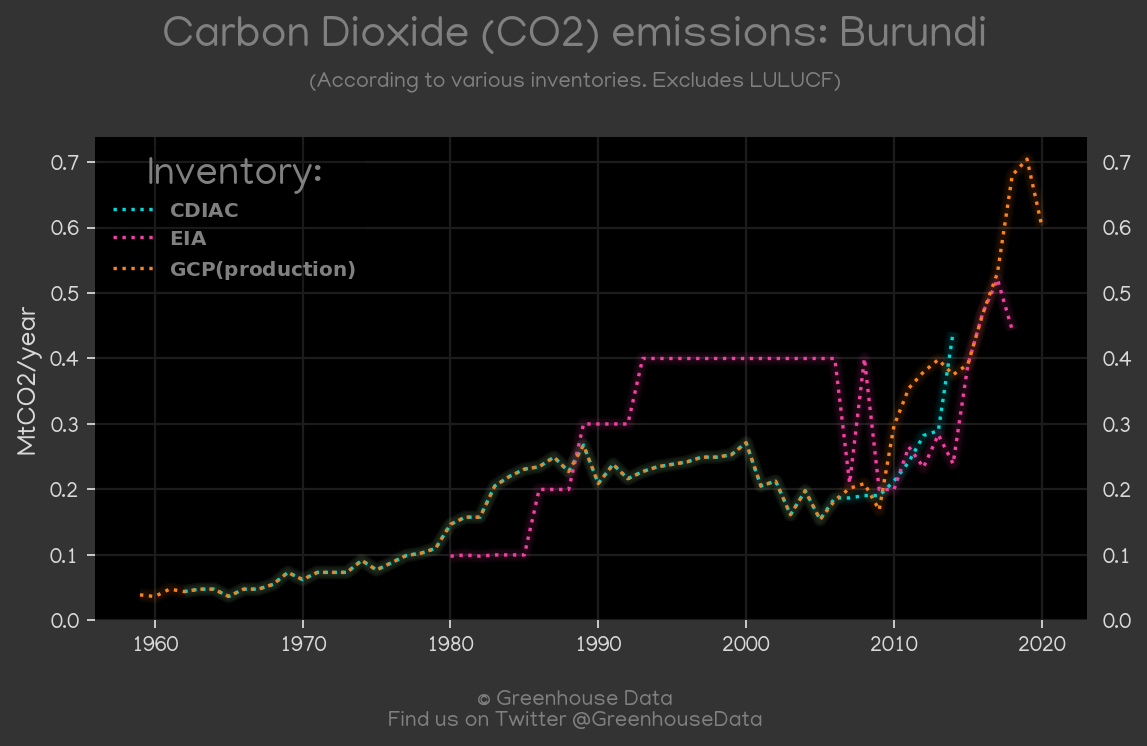 Carbon Dioxide (CO2) emissions: Burundi
(According to various inventories. Excludes LULUCF)
Inventory:
CDIAC
EIA
GCP(production)
MtCO2/year
0.7
0.6
0.5
0.4
0.3
0.2
0.1
0.0
0.7
0.6
0.5
0.4
0.3
0.2
0.1
0.0
1960 1970 1980 1990 2000 2010 2020
© Greenhouse Data
Find us on Twitter @GreenhouseData